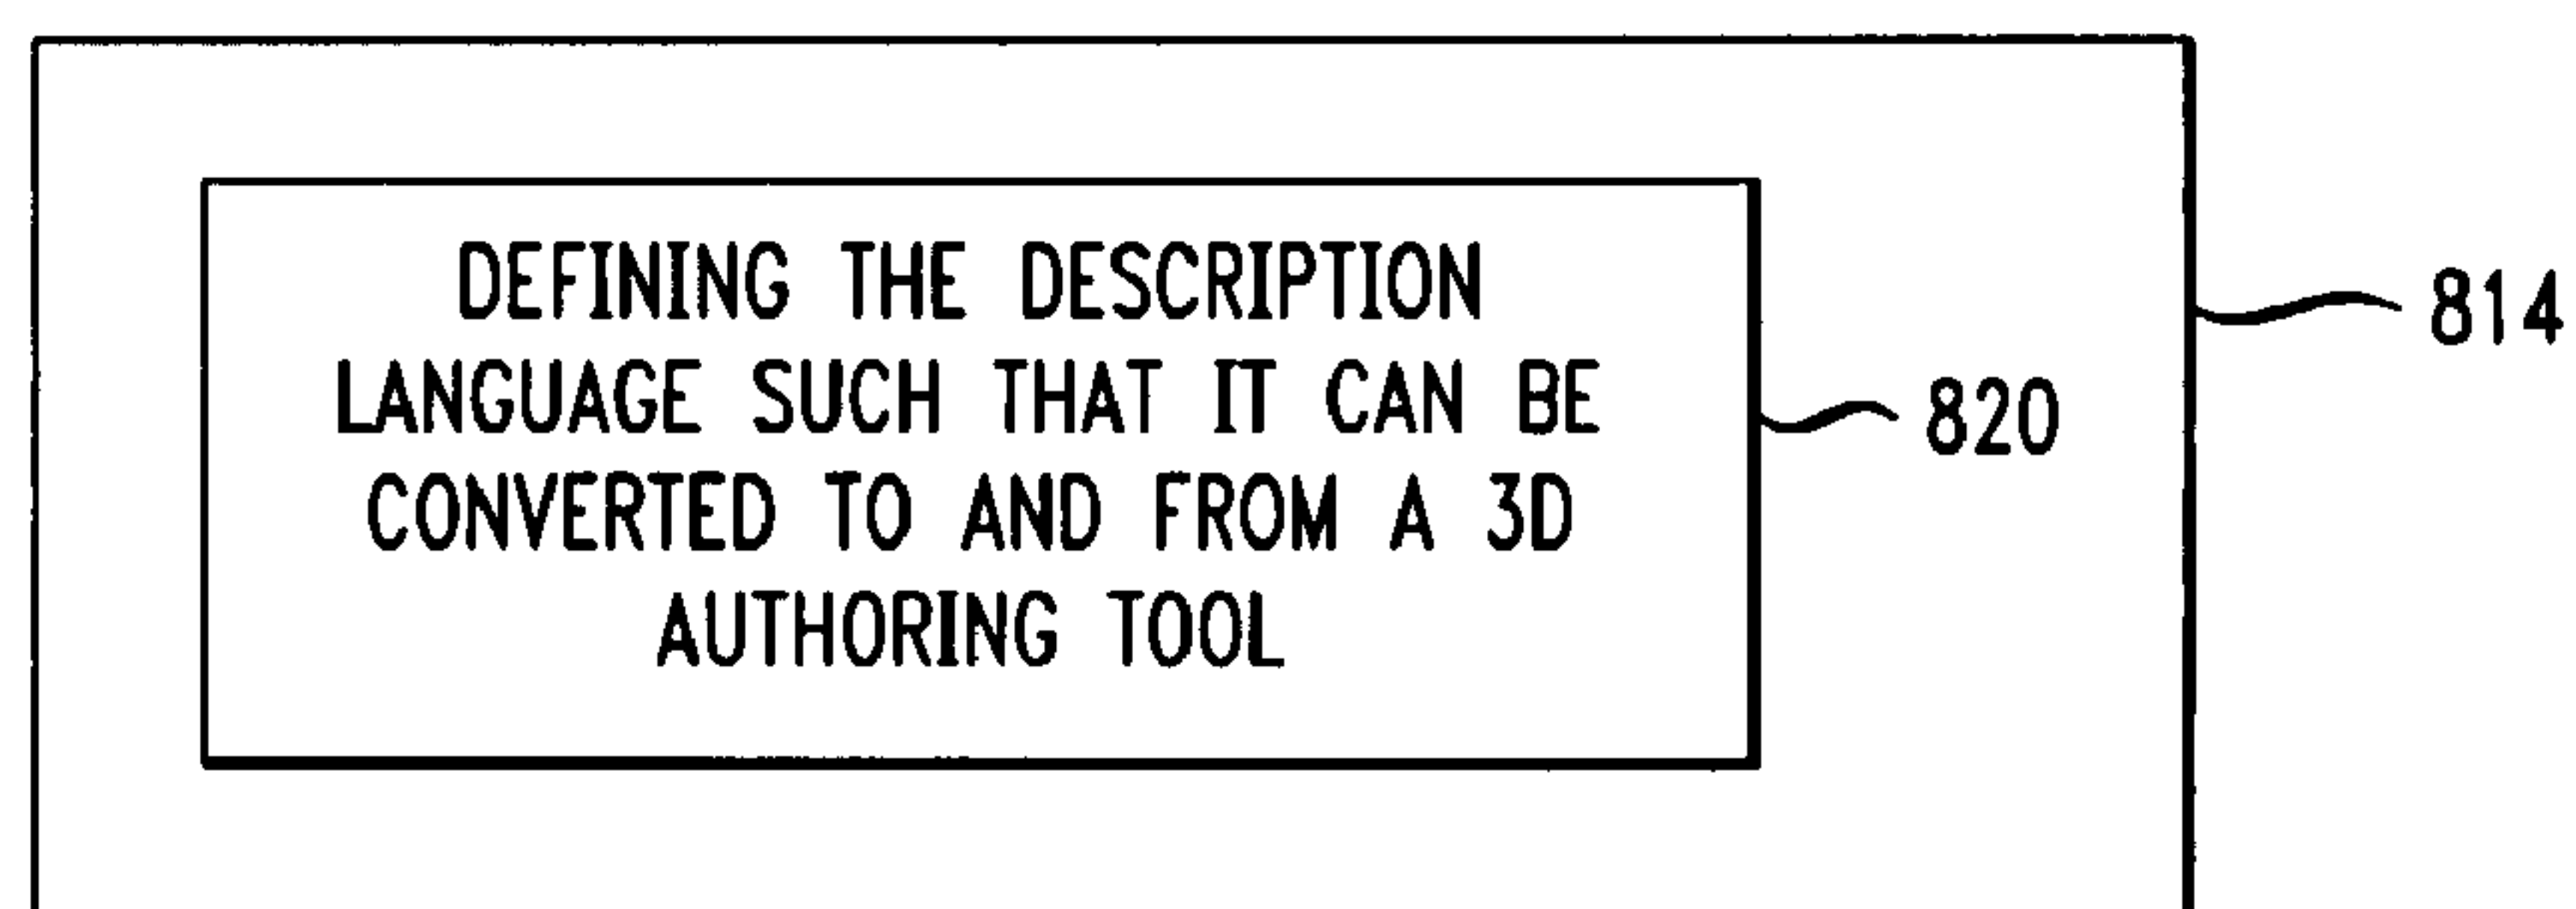 DEFINING THE DESCRIPTION
LANGUAGE SUCH THAT IT CAN BE
CONVERTED TO AND FROM A 3D
AUTHORING TOOL
814
820